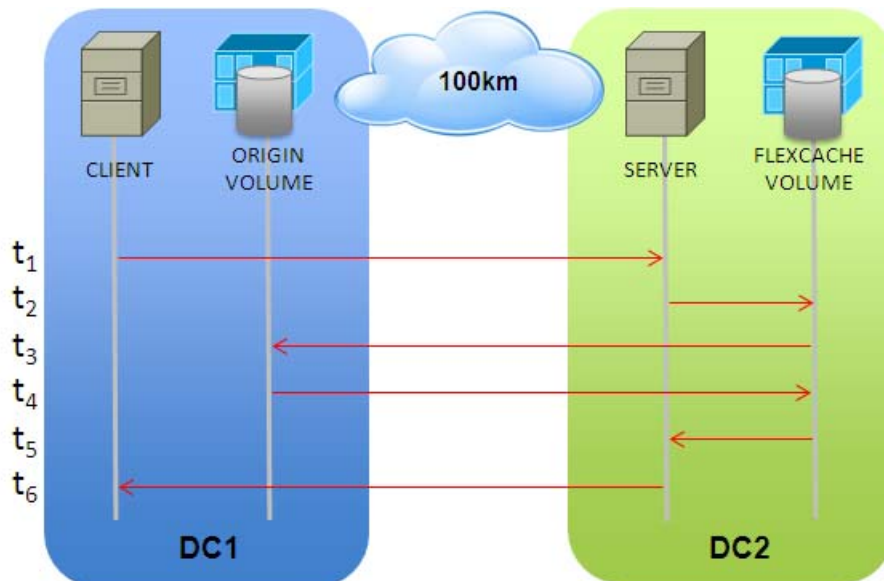 100km
CLIENT
ORIGIN
VOLUME
SERVER
FLEXCACHE
VOLUME
t1
t2
t3
t4
t5
t6
DC1
DC2